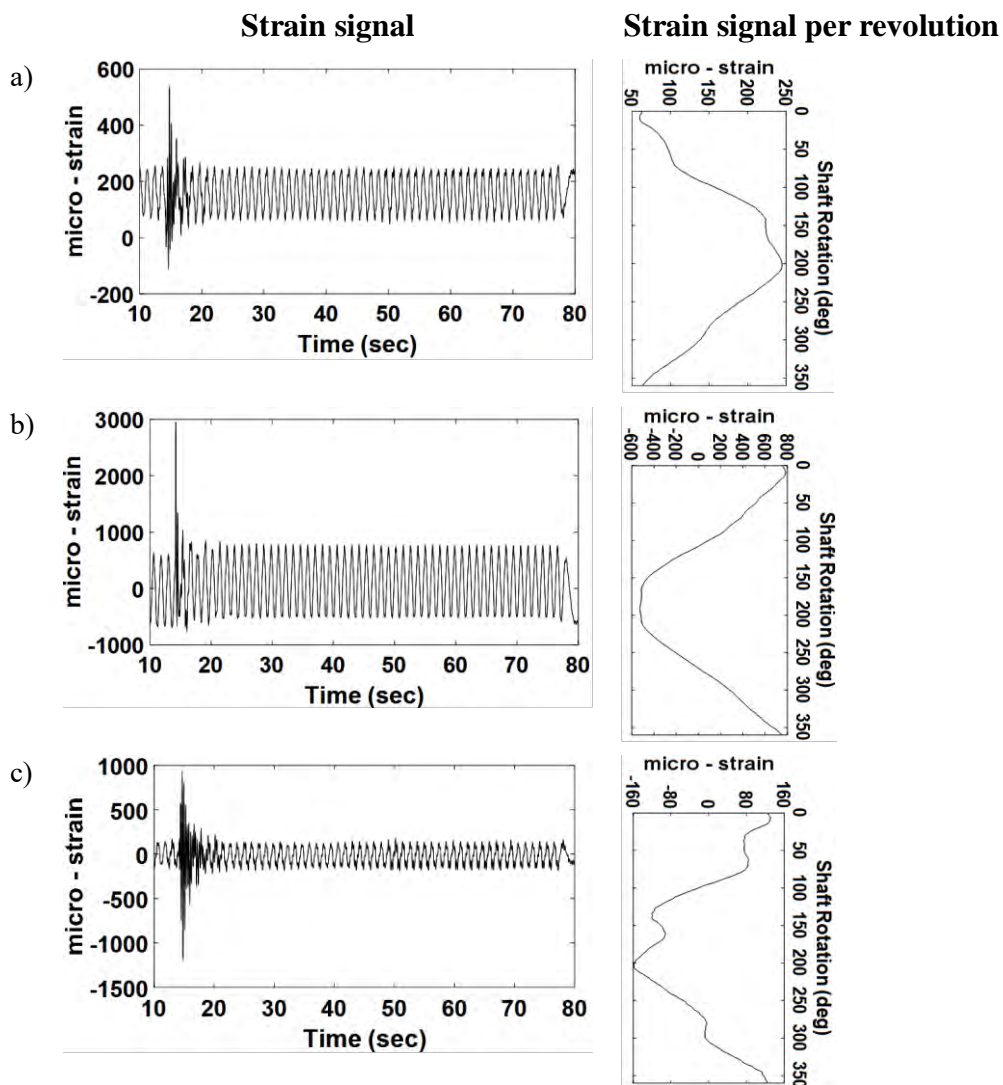 Strain signal
Strain signal per revolution
a)
600
400
200
0
-200
micro - strain
10 20 30 40 50 60 70 80
Time (sec)
micro - strain
50 100 150 200 250
0 50 100 150 200 250 300 350
Shaft Rotation (deg)
b)
3000
2000
1000
0
-1000
micro - strain
10 20 30 40 50 60 70 80
Time (sec)
micro - strain
-600 -400 -200 0 200 400 600 800
0 50 100 150 200 250 300 350
Shaft Rotation (deg)
c)
1000
500
0
-500
-1000
-1500
micro - strain
10 20 30 40 50 60 70 80
Time (sec)
micro - strain
-160 -80 0 80 160
0 50 100 150 200 250 300 350
Shaft Rotation (deg)